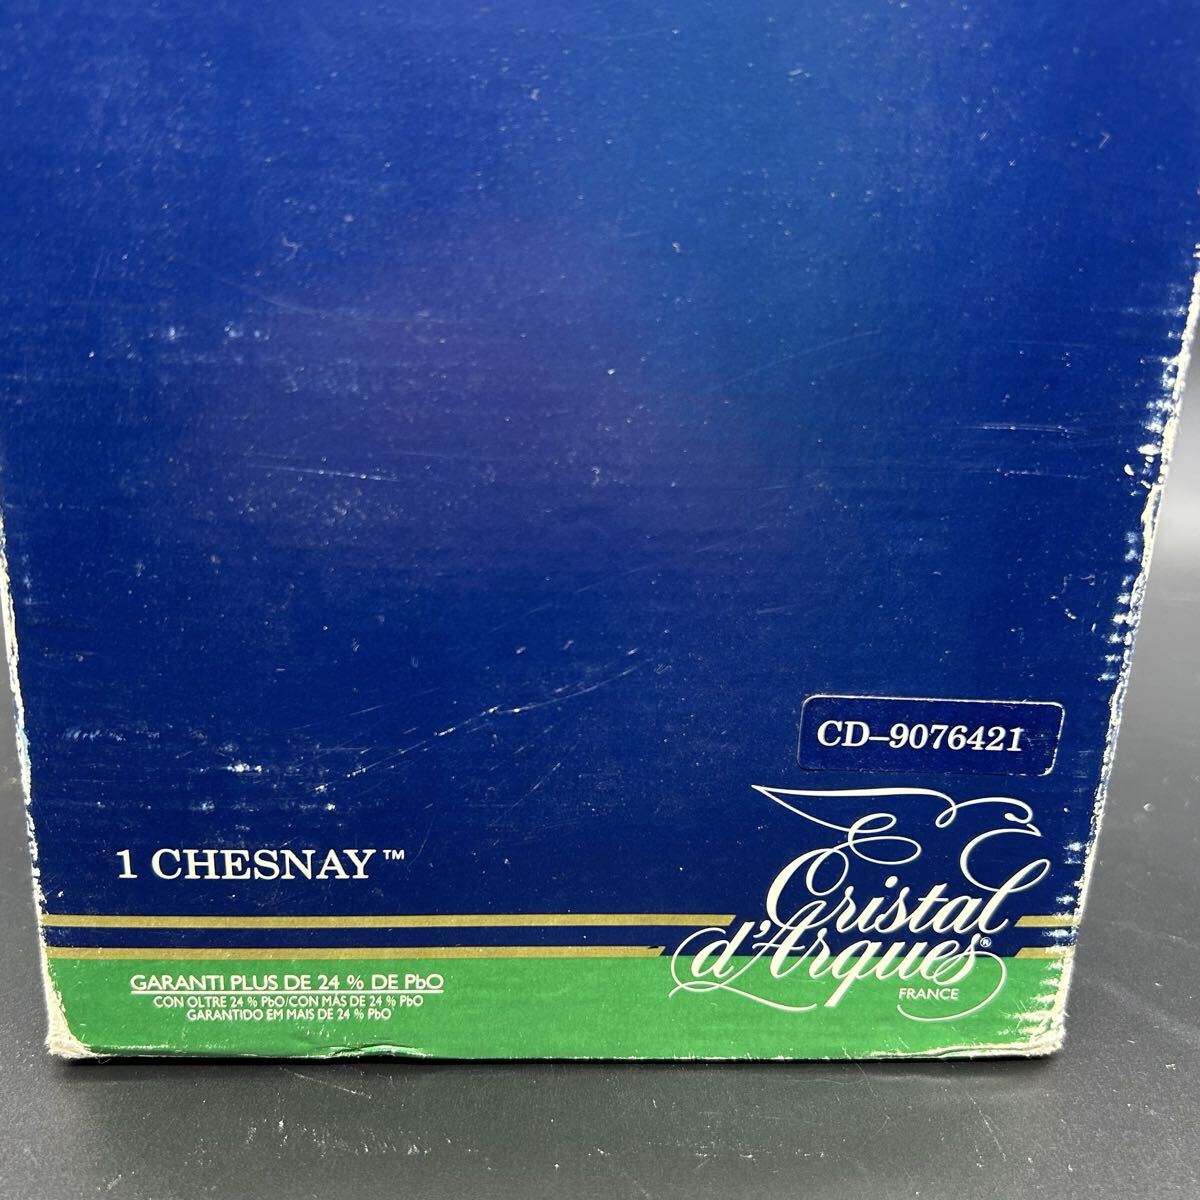 CD–9076421
1 CHESNAY™
Cristal
d'Arques®
FRANCE
GARANTI PLUS DE 24 % DE PbO
CON OLTRE 24 % PbO/CON MÁS DE 24 % PbO
GARANTIDO EM MAIS DE 24 % PbO